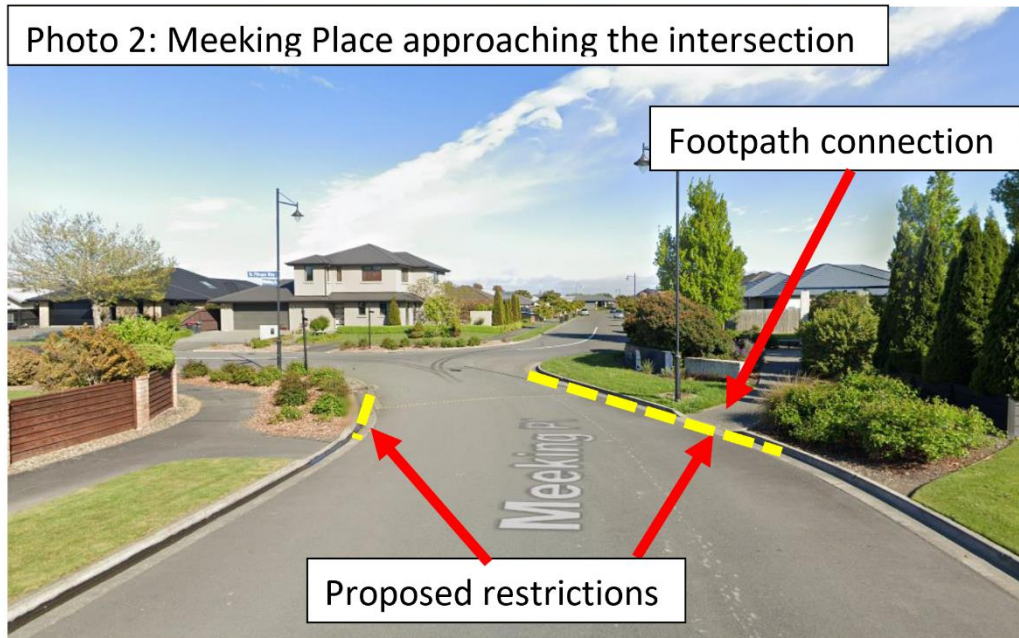 Photo 2: Meeking Place approaching the intersection
Footpath connection
Meeking Pl
Proposed restrictions